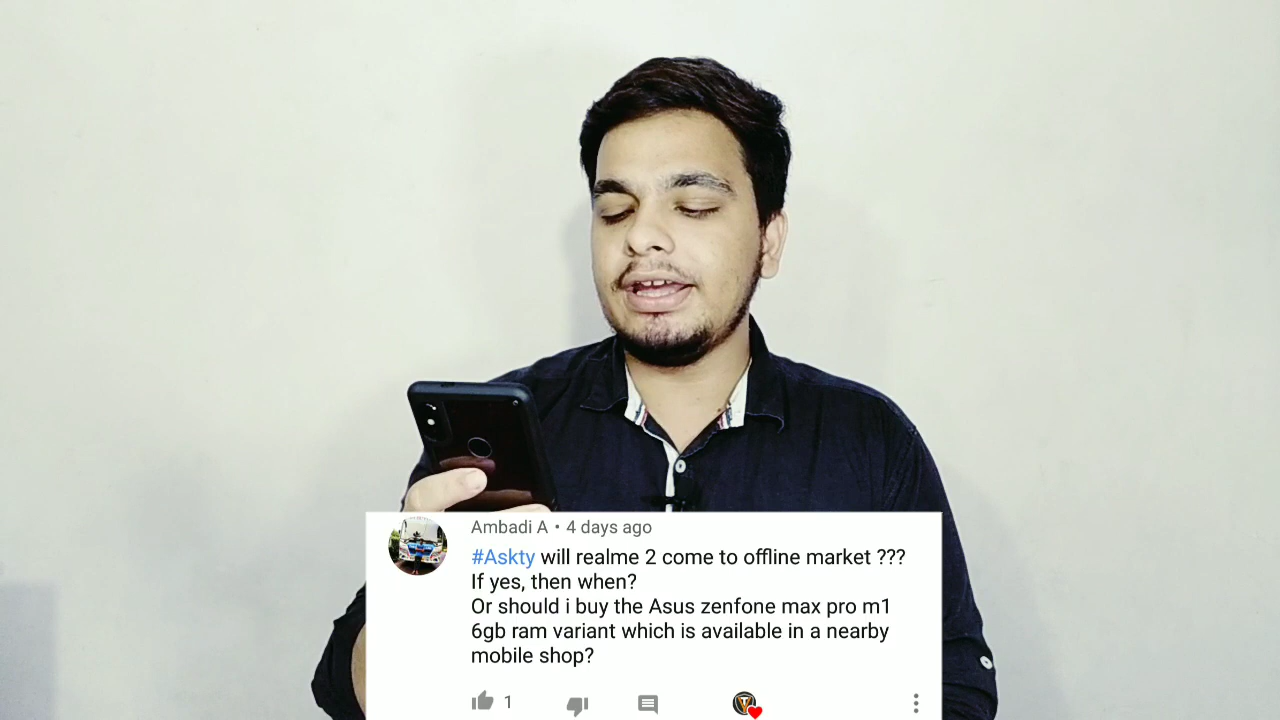 Ambadi A • 4 days ago
#Askty will realme 2 come to offline market ???
If yes, then when?
Or should i buy the Asus zenfone max pro m1
6gb ram variant which is available in a nearby
mobile shop?
1